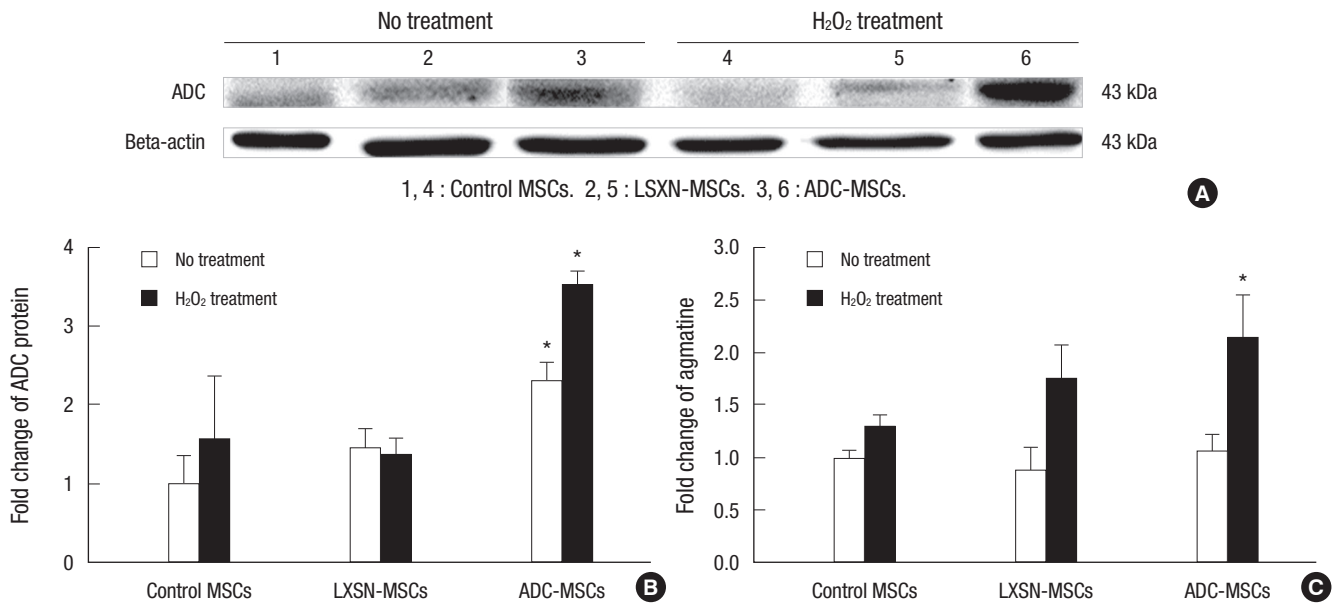 No treatment H₂O₂ treatment
1 2 3 4 5 6
ADC 43 kDa
Beta-actin 43 kDa
1, 4 : Control MSCs. 2, 5 : LSXN-MSCs. 3, 6 : ADC-MSCs.
A
4
3
2
1
0
Fold change of ADC protein
No treatment
H₂O₂ treatment
*
*
Control MSCs LXSN-MSCs ADC-MSCs
B
3.0
2.5
2.0
1.5
1.0
0.5
0.0
Fold change of agmatine
No treatment
H₂O₂ treatment
*
Control MSCs LXSN-MSCs ADC-MSCs
C